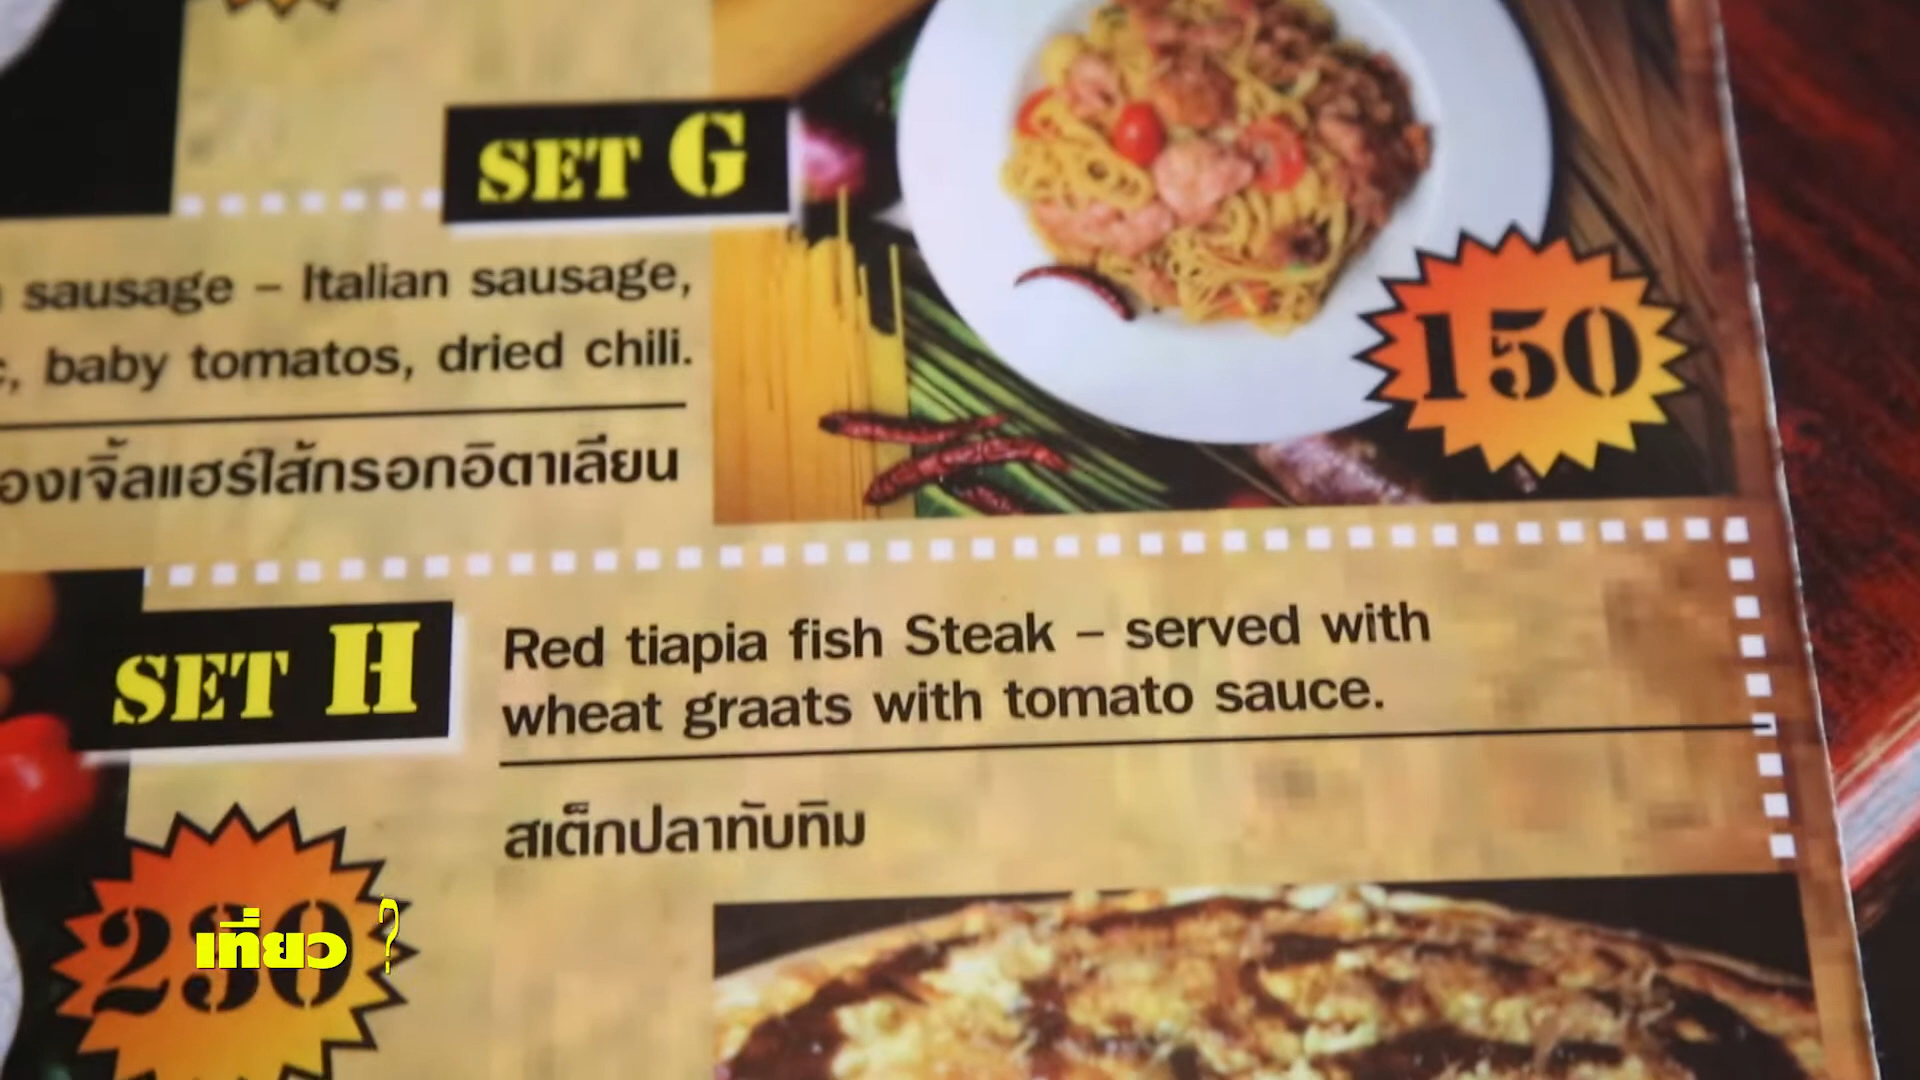 SET G
sausage – Italian sausage,
baby tomatos, dried chili.
องเจิ้ลแฮร์ไส้กรอกอิตาเลียน
150
SET H
Red tiapia fish Steak – served with
wheat graats with tomato sauce.
สเต็กปลาทับทิม
เที่ยว ?